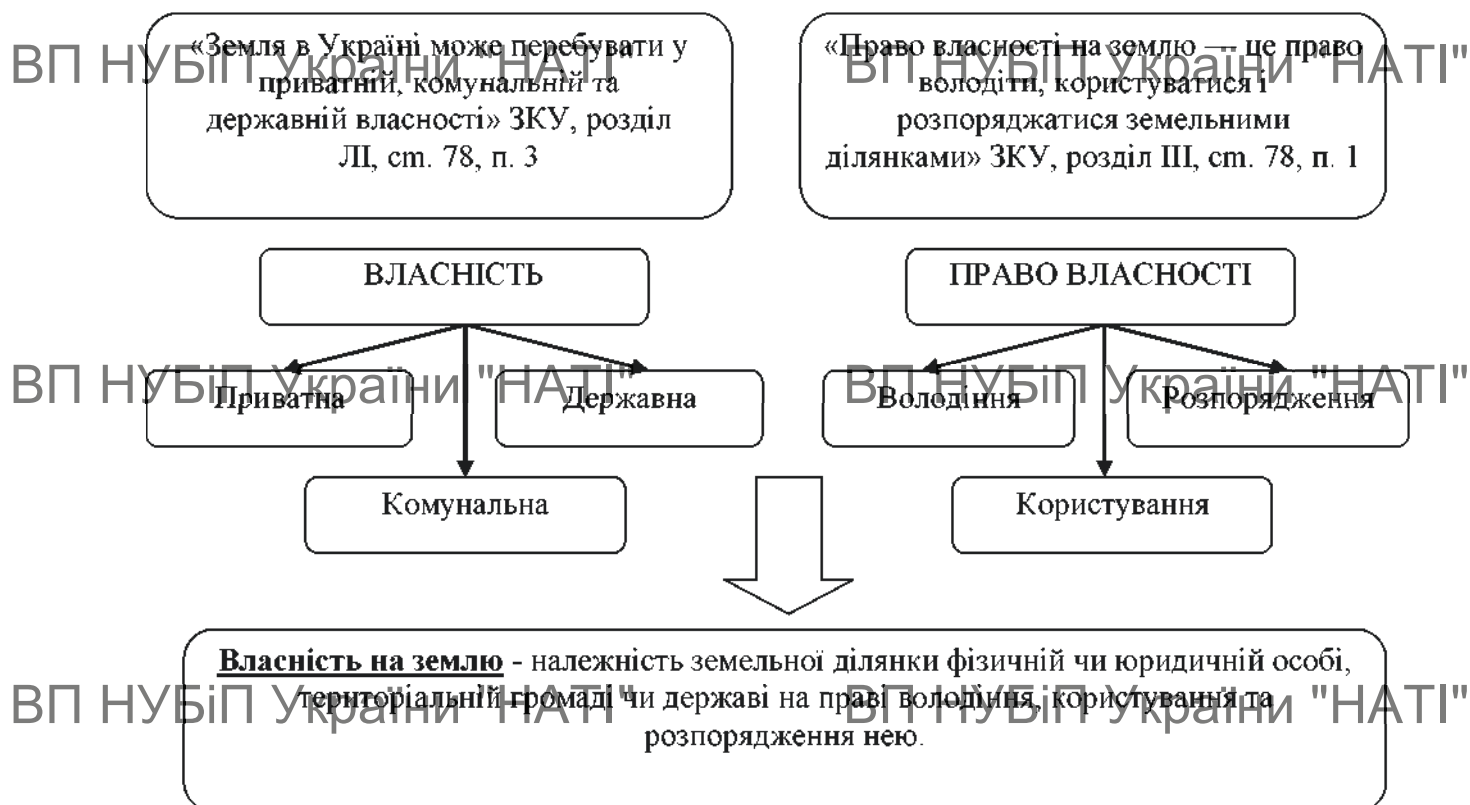 «Земля в Україні може перебувати у
приватній, комунальній та
державній власності» ЗКУ, розділ
ЛІ, ст. 78, п. 3
«Право власності на землю — це право
володіти, користуватися і
розпоряджатися земельними
ділянками» ЗКУ, розділ III, ст. 78, п. 1
ВП НУБіП України "НАТІ"
ВП НУБіП України "НАТІ"
ВЛАСНІСТЬ
ПРАВО ВЛАСНОСТІ
Приватна
Державна
Володіння
Розпорядження
ВП НУБіП України "НАТІ"
ВП НУБіП України "НАТІ"
Комунальна
Користування
Власність на землю - належність земельної ділянки фізичній чи юридичній особі,
територіальній громаді чи державі на праві володіння, користування та
розпорядження нею.
ВП НУБіП України "НАТІ"
ВП НУБіП України "НАТІ"